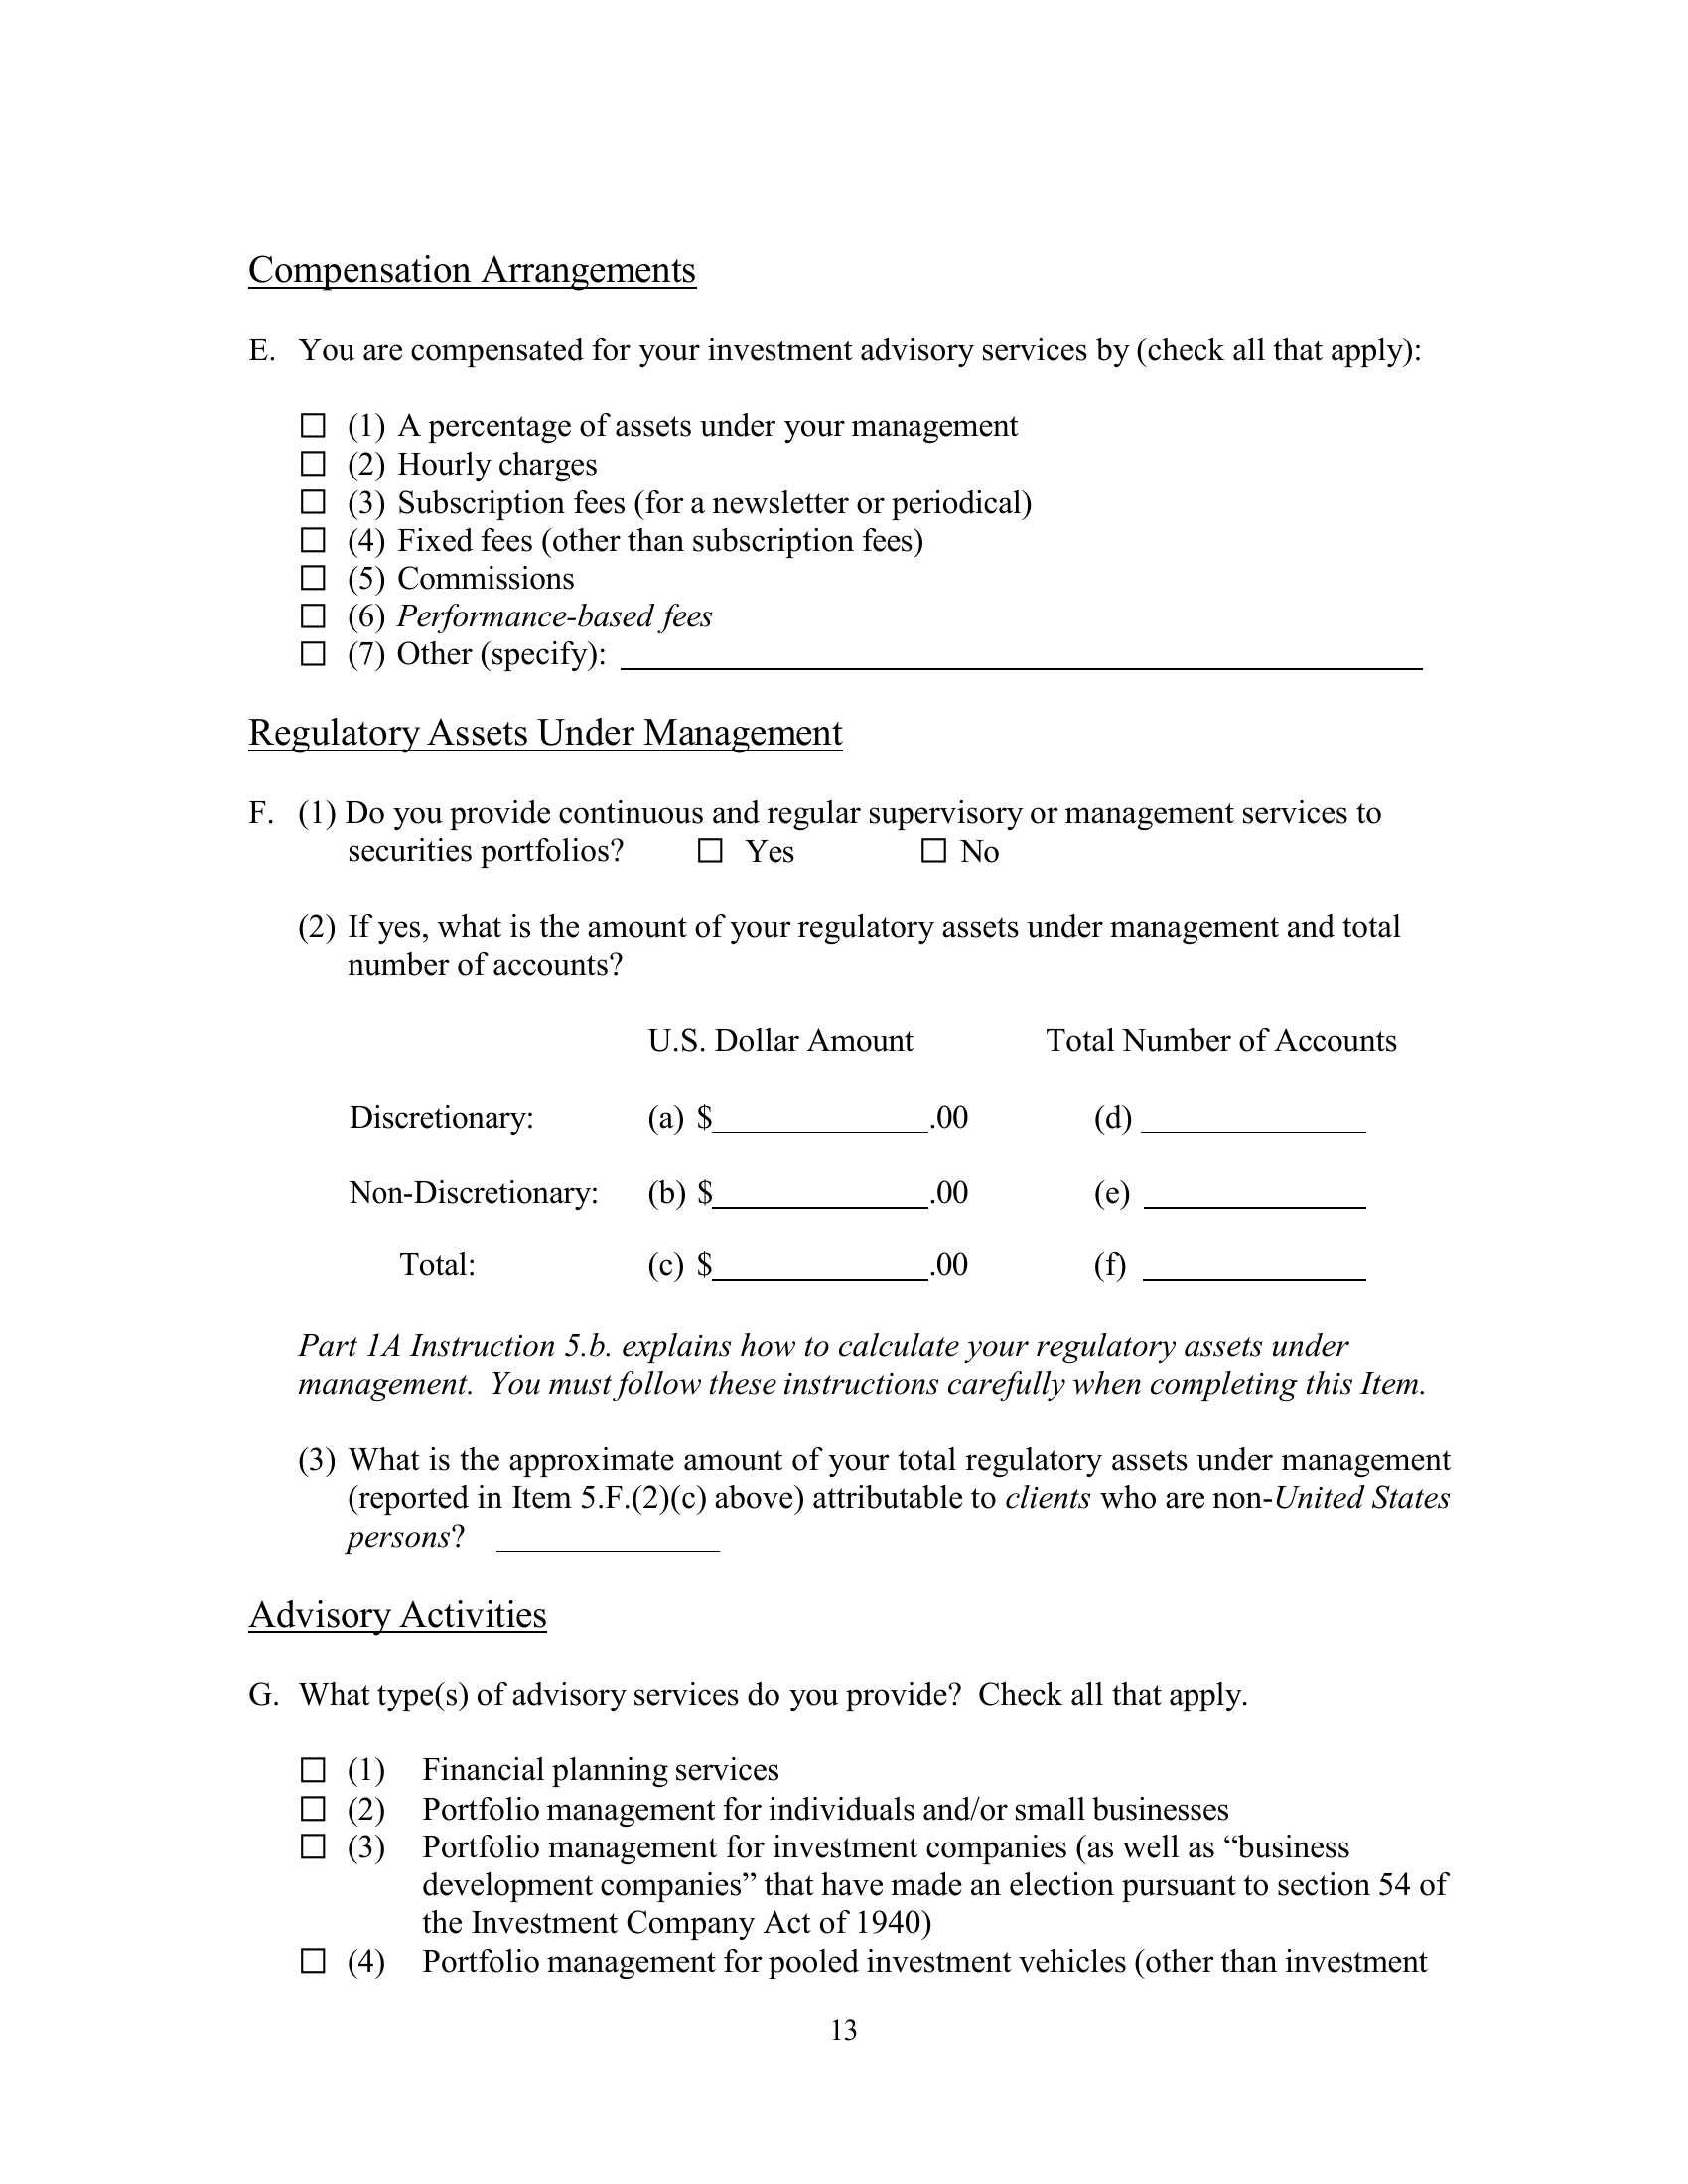 Compensation Arrangements
E. You are compensated for your investment advisory services by (check all that apply):
☐ (1) A percentage of assets under your management
☐ (2) Hourly charges
☐ (3) Subscription fees (for a newsletter or periodical)
☐ (4) Fixed fees (other than subscription fees)
☐ (5) Commissions
☐ (6) Performance-based fees
☐ (7) Other (specify): ____________________
Regulatory Assets Under Management
F. (1) Do you provide continuous and regular supervisory or management services to
securities portfolios? ☐ Yes ☐ No
(2) If yes, what is the amount of your regulatory assets under management and total
number of accounts?
U.S. Dollar Amount Total Number of Accounts
Discretionary: (a) $____________.00 (d) ____________
Non-Discretionary: (b) $____________.00 (e) ____________
Total: (c) $____________.00 (f) ____________
Part 1A Instruction 5.b. explains how to calculate your regulatory assets under
management. You must follow these instructions carefully when completing this Item.
(3) What is the approximate amount of your total regulatory assets under management
(reported in Item 5.F.(2)(c) above) attributable to clients who are non-United States
persons? ____________
Advisory Activities
G. What type(s) of advisory services do you provide? Check all that apply.
☐ (1) Financial planning services
☐ (2) Portfolio management for individuals and/or small businesses
☐ (3) Portfolio management for investment companies (as well as “business
development companies” that have made an election pursuant to section 54 of
the Investment Company Act of 1940)
☐ (4) Portfolio management for pooled investment vehicles (other than investment
13